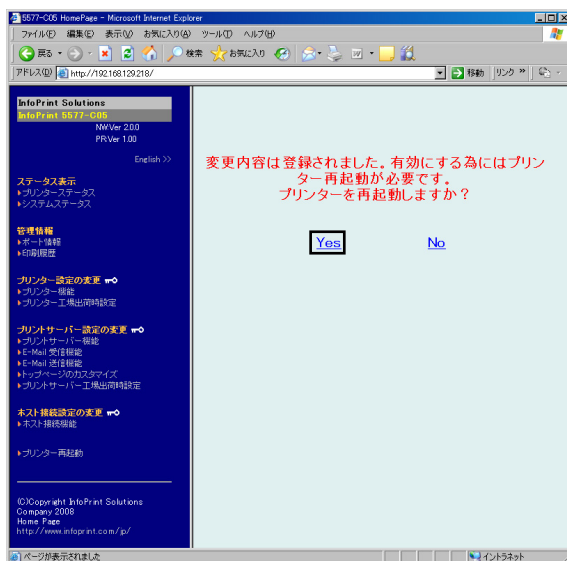 5577-C05 HomePage - Microsoft Internet Explorer
ファイル(F) 編集(E) 表示(V) お気に入り(A) ツール(T) ヘルプ(H)
戻る 検索 お気に入り
アドレス(D) http://192.168.129.218/ 移動 リンク »
InfoPrint Solutions
InfoPrint 5577-C05
NW.Ver 2.0.0
PR.Ver 1.00
English >>
ステータス表示
プリンターステータス
システムステータス
管理情報
ポート情報
印刷履歴
プリンター設定の変更
プリンター機能
プリンター工場出荷時設定
プリントサーバー設定の変更
プリントサーバー機能
E-Mail 受信機能
E-Mail 送信機能
トップページのカスタマイズ
プリントサーバー工場出荷時設定
ホスト接続設定の変更
ホスト接続機能
プリンター再起動
(C)Copyright InfoPrint Solutions
Company 2008
Home Page
http://www.infoprint.com/jp/
変更内容は登録されました。有効にする為にはプリン
ター再起動が必要です。
プリンターを再起動しますか？
Yes No
ページが表示されました イントラネット